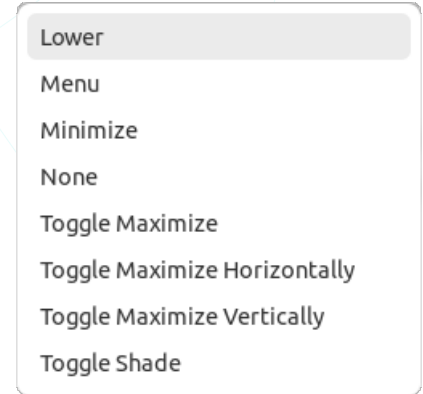 Lower
Menu
Minimize
None
Toggle Maximize
Toggle Maximize Horizontally
Toggle Maximize Vertically
Toggle Shade